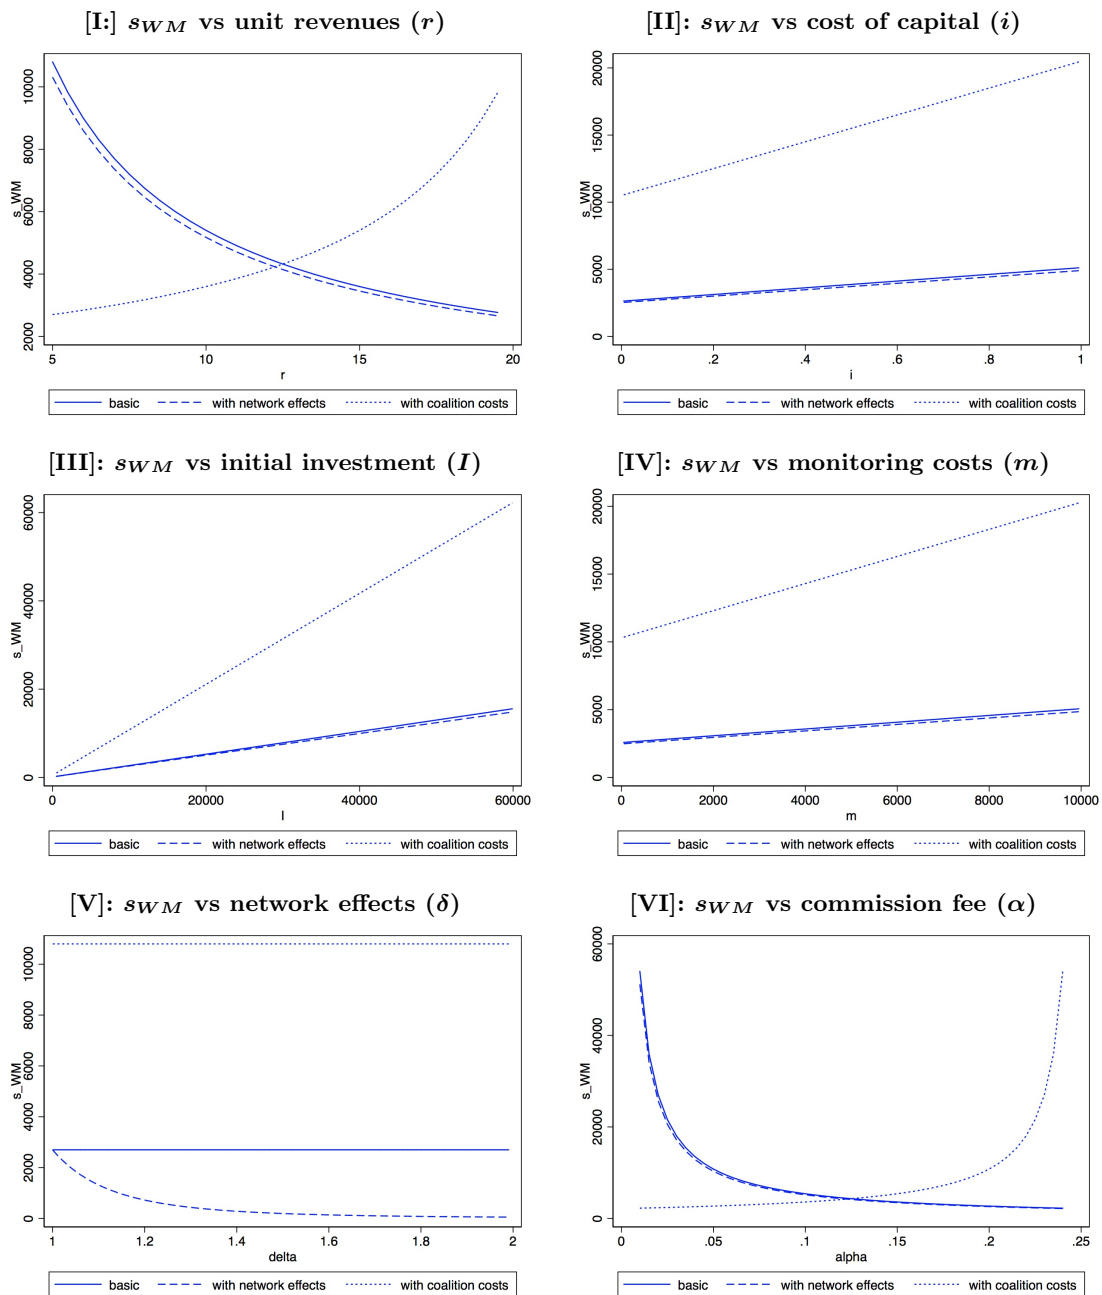 [I:] sWM vs unit revenues (r)
s_WM
10000
8000
6000
4000
2000
5
10
15
20
r
basic
with network effects
with coalition costs
[II]: sWM vs cost of capital (i)
s_WM
20000
15000
10000
5000
0
0
.2
.4
.6
.8
1
i
basic
with network effects
with coalition costs
[III]: sWM vs initial investment (I)
s_WM
60000
40000
20000
0
0
20000
40000
60000
I
basic
with network effects
with coalition costs
[IV]: sWM vs monitoring costs (m)
s_WM
20000
15000
10000
5000
0
0
2000
4000
6000
8000
10000
m
basic
with network effects
with coalition costs
[V]: sWM vs network effects (δ)
s_WM
10000
8000
6000
4000
2000
0
1
1.2
1.4
1.6
1.8
2
delta
basic
with network effects
with coalition costs
[VI]: sWM vs commission fee (α)
s_WM
60000
40000
20000
0
0
.05
.1
.15
.2
.25
alpha
basic
with network effects
with coalition costs